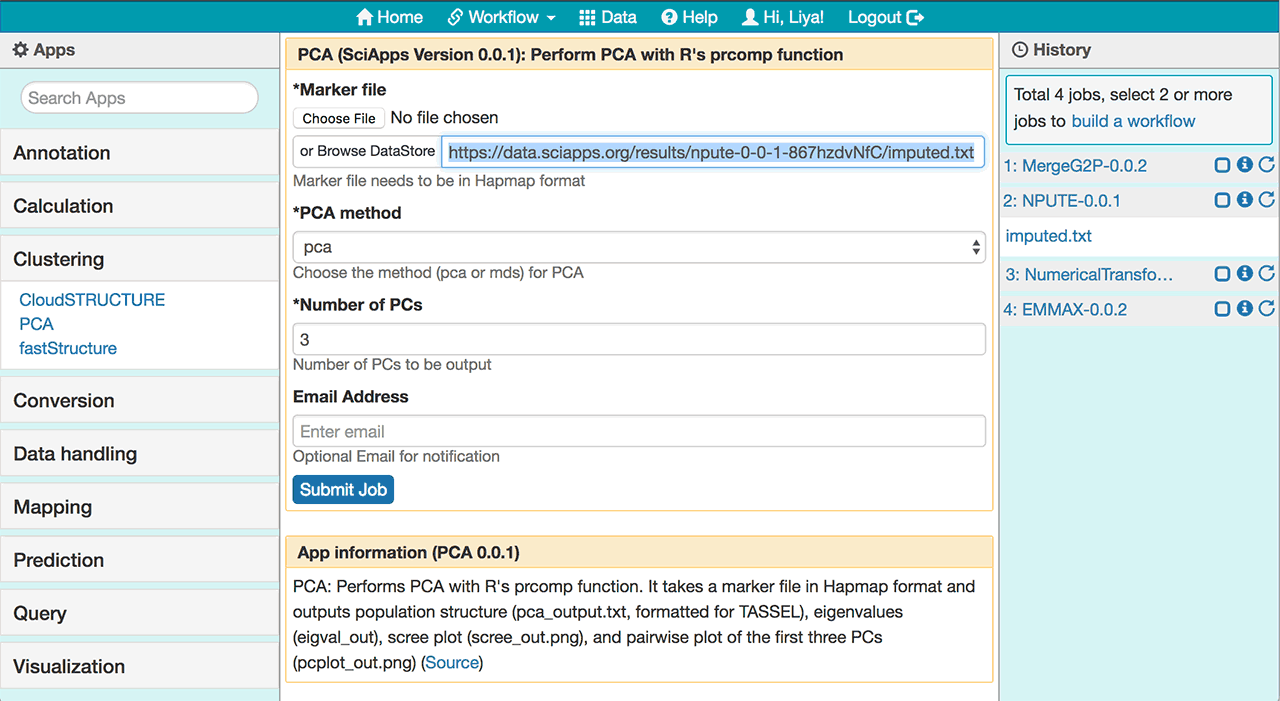 Home Workflow Data Help Hi, Liya! Logout
Apps
Search Apps
Annotation
Calculation
Clustering
CloudSTRUCTURE
PCA
fastStructure
Conversion
Data handling
Mapping
Prediction
Query
Visualization
PCA (SciApps Version 0.0.1): Perform PCA with R's prcomp function
*Marker file
Choose File No file chosen
or Browse DataStore https://data.sciapps.org/results/npute-0-0-1-867hzdvNfC/imputed.txt
Marker file needs to be in Hapmap format
*PCA method
pca
Choose the method (pca or mds) for PCA
*Number of PCs
3
Number of PCs to be output
Email Address
Enter email
Optional Email for notification
Submit Job
App information (PCA 0.0.1)
PCA: Performs PCA with R's prcomp function. It takes a marker file in Hapmap format and
outputs population structure (pca_output.txt, formatted for TASSEL), eigenvalues
(eigval_out), scree plot (scree_out.png), and pairwise plot of the first three PCs
(pcplot_out.png) (Source)
History
Total 4 jobs, select 2 or more
jobs to build a workflow
1: MergeG2P-0.0.2
2: NPUTE-0.0.1
imputed.txt
3: NumericalTransfo...
4: EMMAX-0.0.2